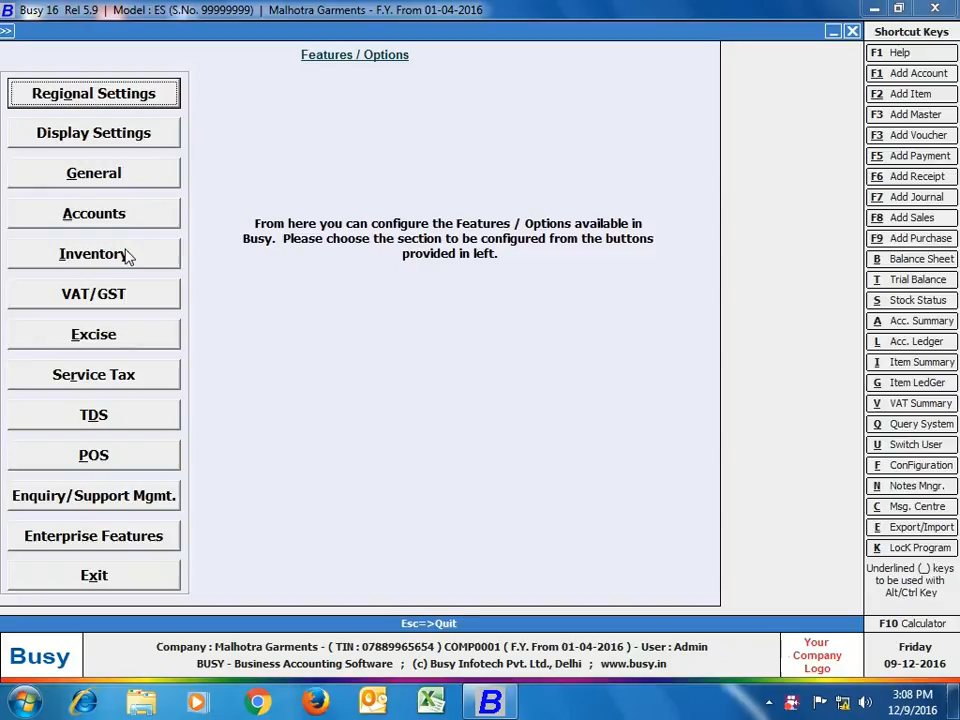 Busy 16 Rel 5.9 | Model : ES (S.No. 99999999) | Malhotra Garments - F.Y. From 01-04-2016
>>
Features / Options
Regional Settings
Display Settings
General
Accounts
Inventory
VAT/GST
Excise
Service Tax
TDS
POS
Enquiry/Support Mgmt.
Enterprise Features
Exit
From here you can configure the Features / Options available in
Busy. Please choose the section to be configured from the buttons
provided in left.
Shortcut Keys
F1 Help
F1 Add Account
F2 Add Item
F3 Add Master
F3 Add Voucher
F5 Add Payment
F6 Add Receipt
F7 Add Journal
F8 Add Sales
F9 Add Purchase
B Balance Sheet
T Trial Balance
S Stock Status
A Acc. Summary
L Acc. Ledger
I Item Summary
G Item LedGer
V VAT Summary
Q Query System
U Switch User
F ConFiguration
N Notes Mngr.
C Msg. Centre
E Export/Import
K LocK Program
Underlined (_) keys
to be used with
Alt/Ctrl Key
Esc=>Quit
F10 Calculator
Busy
Company : Malhotra Garments - ( TIN : 07889965654 ) COMP0001 ( F.Y. From 01-04-2016 ) - User : Admin
BUSY - Business Accounting Software ; (c) Busy Infotech Pvt. Ltd., Delhi ; www.busy.in
Your
Company
Logo
Friday
09-12-2016
3:08 PM
12/9/2016